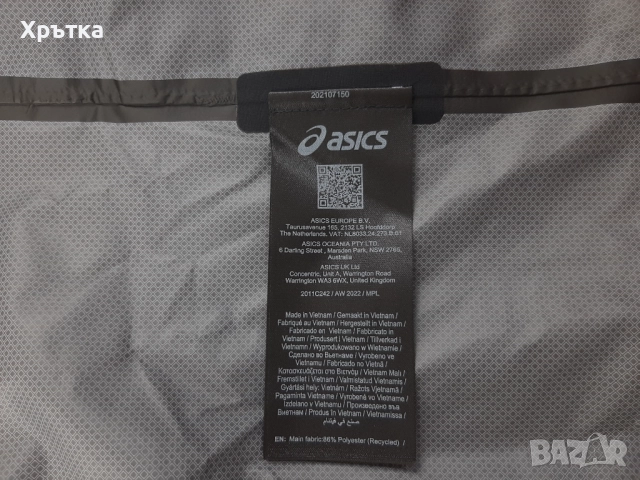 Хрътка
202107150
asics
ASICS EUROPE B.V.
Taurusavenue 165, 2132 LS Hoofddorp
The Netherlands, VAT: NL8033.24.273.B.01
ASICS OCEANIA PTY LTD.
6 Darling Street, Marsden Park, NSW 2765,
Australia
ASICS UK Ltd
Concentric, Unit A, Warrington Road
Warrington WA3 6WX, United Kingdom
2011C242 / AW 2022 / MPL
Made in Vietnam / Gemaakt in Vietnam /
Fabriqué au Vietnam / Hergestellt in Vietnam /
Fabricado en Vietnam / Fabbricato in
Vietnam / Produsert i Vietnam / Tillverkad i
Vietnamn / Wyprodukowano w Wietnamie /
Сделано во Вьетнаме / Vyrobeno ve
Vietnamu / Fabricado no Vietnã /
Κατασκευάζεται στο Βιετνάμ / Vietnam Malı /
Fremstillet i Vietnam / Valmistatud Vietnamis /
Gyártási hely: Vietnám / Ražots Vjetnamā /
Pagaminta Vietname / Vyrobené vo Vietname /
Izdelano v Vietnamu / Произведено във
Виетнам / Produs în Vietnam / Vietnamissa /
صنع في فيتنام /
EN: Main fabric:86% Polyester (Recycled) /
BAZAR